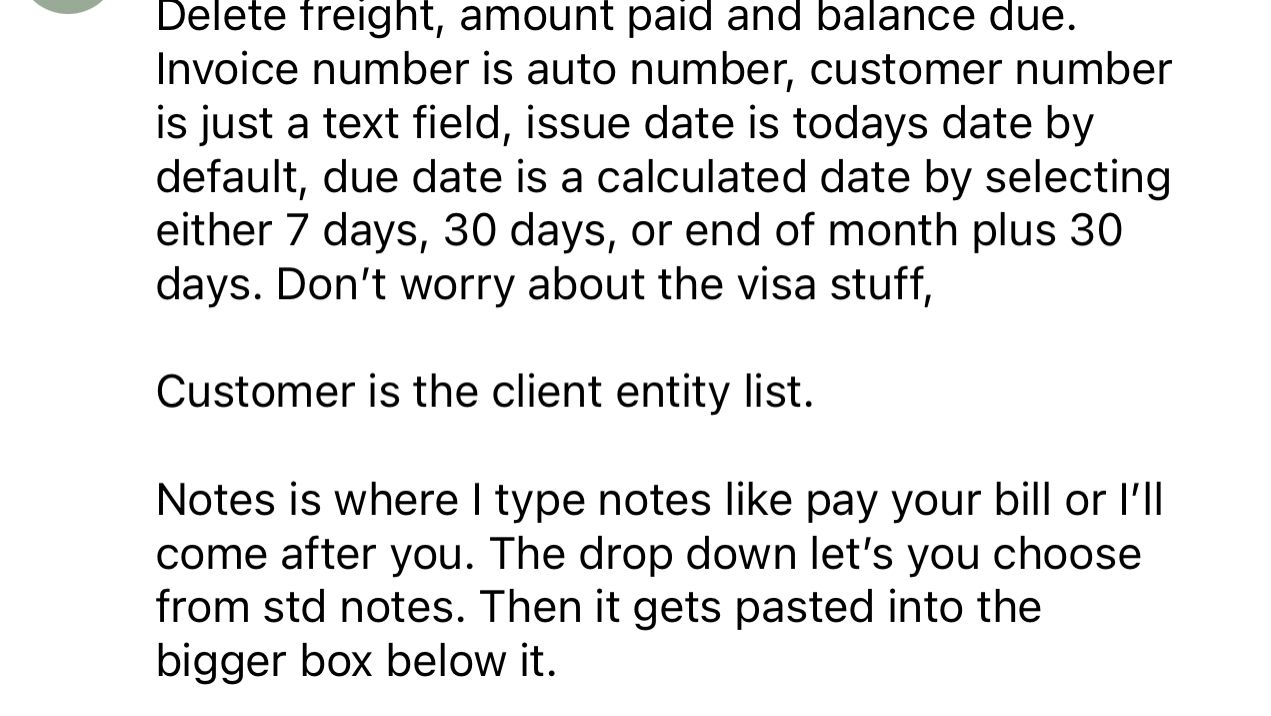 Delete freight, amount paid and balance due.
Invoice number is auto number, customer number
is just a text field, issue date is todays date by
default, due date is a calculated date by selecting
either 7 days, 30 days, or end of month plus 30
days. Don’t worry about the visa stuff,
Customer is the client entity list.
Notes is where I type notes like pay your bill or I’ll
come after you. The drop down let’s you choose
from std notes. Then it gets pasted into the
bigger box below it.